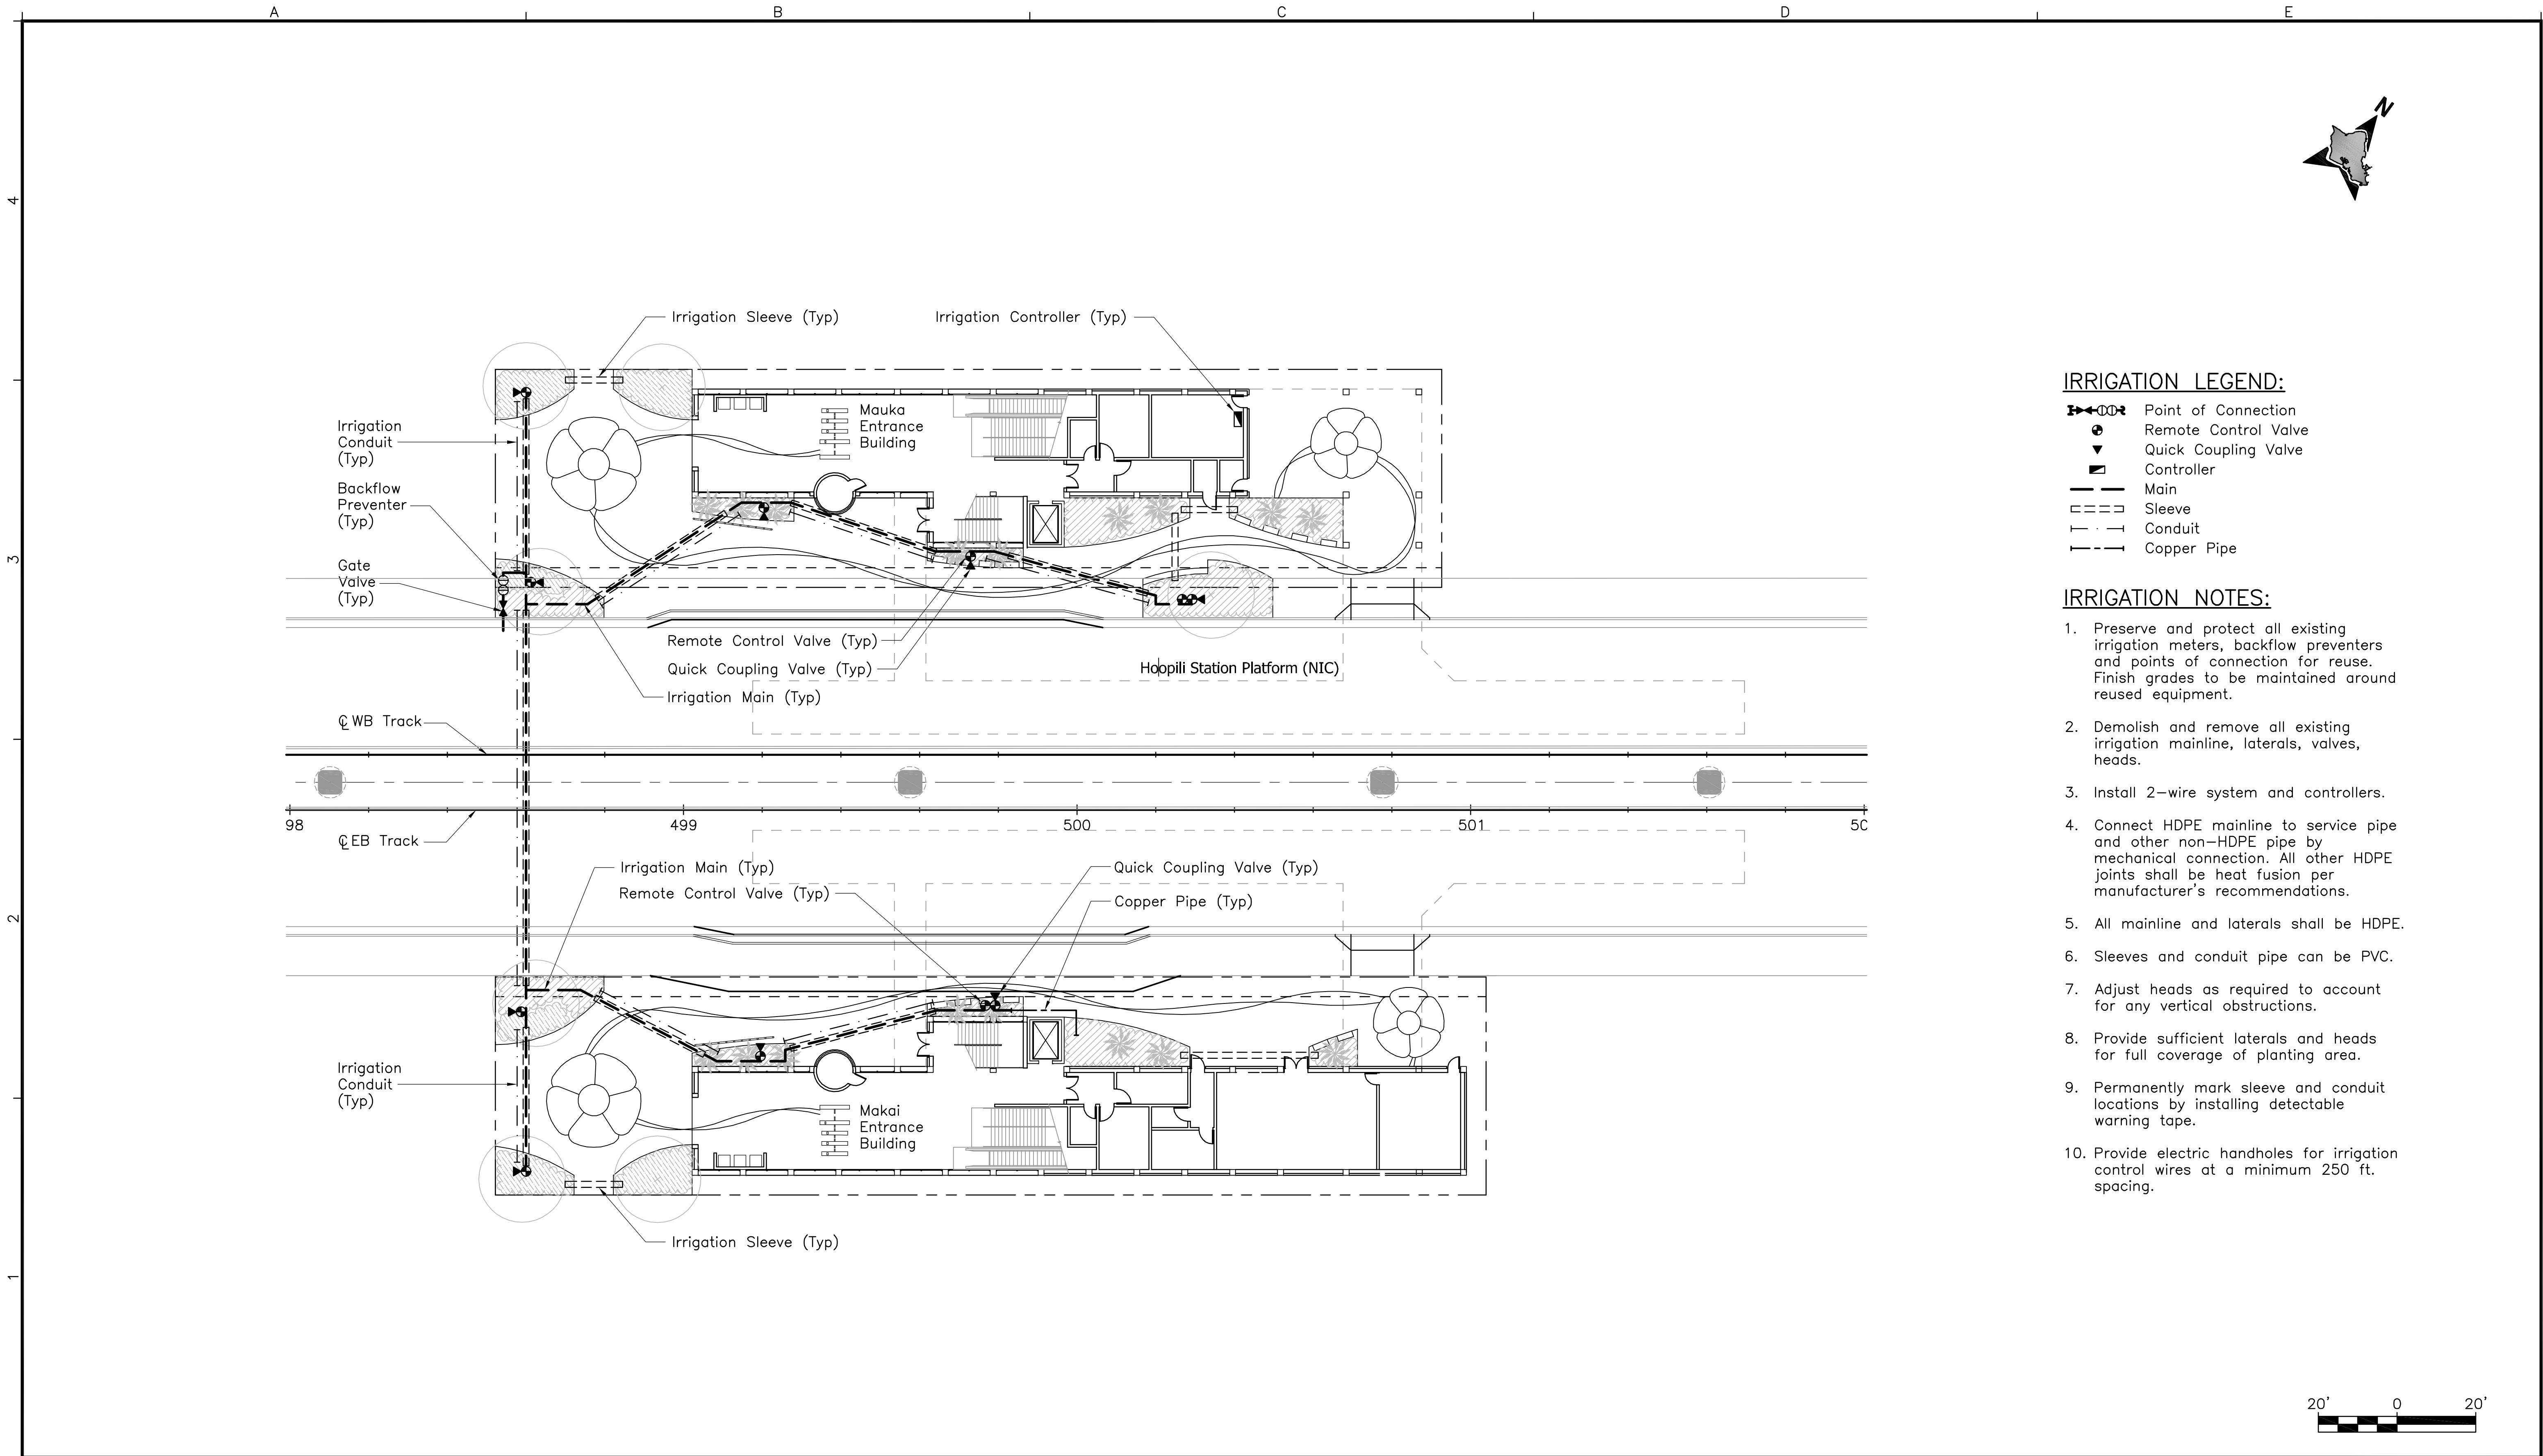 A
B
C
D
E
4
3
2
1
N
Irrigation Sleeve (Typ)
Irrigation Controller (Typ)
Irrigation
Conduit
(Typ)
Backflow
Preventer
(Typ)
Gate
Valve
(Typ)
Mauka
Entrance
Building
Remote Control Valve (Typ)
Quick Coupling Valve (Typ)
Irrigation Main (Typ)
Hoopili Station Platform (NIC)
℄ WB Track
98
499
500
501
50
℄ EB Track
Irrigation Main (Typ)
Remote Control Valve (Typ)
Quick Coupling Valve (Typ)
Copper Pipe (Typ)
Irrigation
Conduit
(Typ)
Makai
Entrance
Building
Irrigation Sleeve (Typ)
IRRIGATION LEGEND:
Point of Connection
Remote Control Valve
Quick Coupling Valve
Controller
Main
Sleeve
Conduit
Copper Pipe
IRRIGATION NOTES:
1. Preserve and protect all existing
irrigation meters, backflow preventers
and points of connection for reuse.
Finish grades to be maintained around
reused equipment.
2. Demolish and remove all existing
irrigation mainline, laterals, valves,
heads.
3. Install 2-wire system and controllers.
4. Connect HDPE mainline to service pipe
and other non-HDPE pipe by
mechanical connection. All other HDPE
joints shall be heat fusion per
manufacturer's recommendations.
5. All mainline and laterals shall be HDPE.
6. Sleeves and conduit pipe can be PVC.
7. Adjust heads as required to account
for any vertical obstructions.
8. Provide sufficient laterals and heads
for full coverage of planting area.
9. Permanently mark sleeve and conduit
locations by installing detectable
warning tape.
10. Provide electric handholes for irrigation
control wires at a minimum 250 ft.
spacing.
20' 0 20'